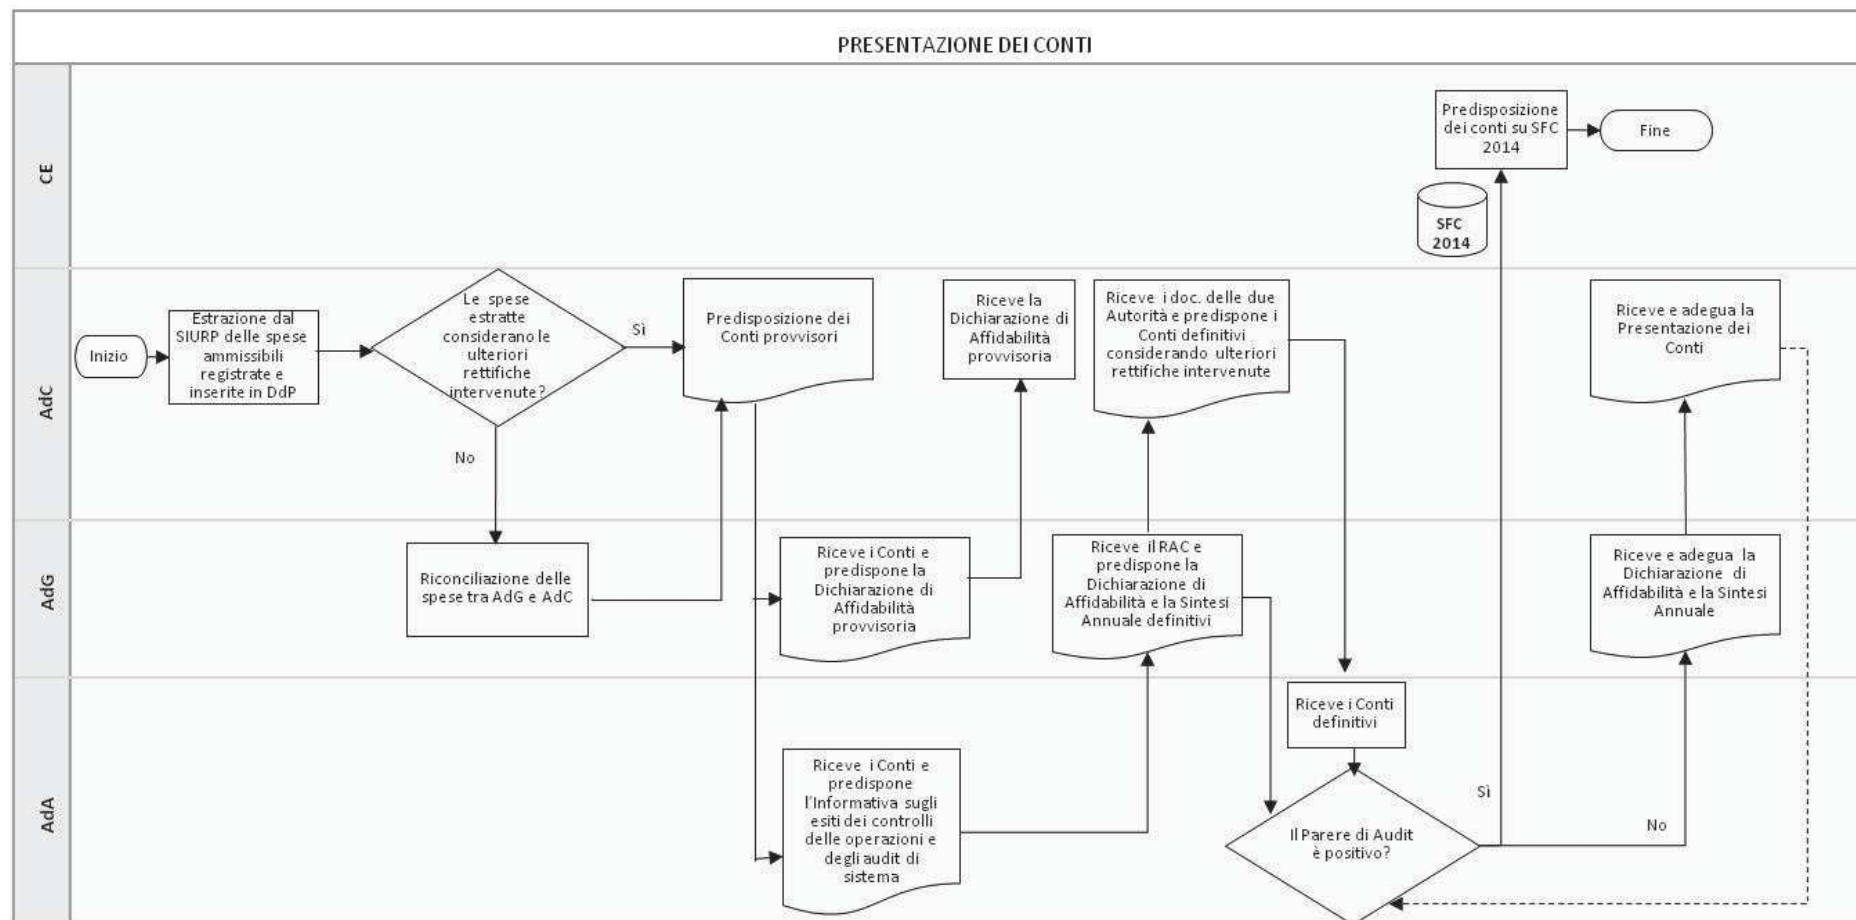 PRESENTAZIONE DEI CONTI
CE
Predisposizione
dei conti su SFC
2014
Fine
SFC
2014
AdC
Inizio
Estrazione dal
SIURP delle spese
ammissibili
registrate e
inserite in DdP
Le spese
estratte
considerano le
ulteriori
rettifiche
intervenute?
Sì
No
Predisposizione dei
Conti provvisori
Riceve la
Dichiarazione di
Affidabilità
provvisoria
Riceve i doc. delle due
Autorità e predispone i
Conti definitivi
considerando ulteriori
rettifiche intervenute
Riceve e adegua la
Presentazione dei
Conti
AdG
Riconciliazione delle
spese tra AdG e AdC
Riceve i Conti e
predispone la
Dichiarazione di
Affidabilità
provvisoria
Riceve il RAC e
predispone la
Dichiarazione di
Affidabilità e la Sintesi
Annuale definitivi
Riceve e adegua la
Dichiarazione di
Affidabilità e la Sintesi
Annuale
AdA
Riceve i Conti e
predispone
l'Informativa sugli
esiti dei controlli
delle operazioni e
degli audit di
sistema
Riceve i Conti
definitivi
Il Parere di Audit
è positivo?
Sì
No